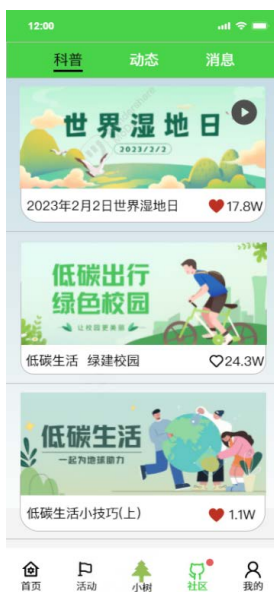 12:00
科普 动态 消息
世界湿地日
2023/2/2
2023年2月2日世界湿地日 17.8W
低碳出行
绿色校园
让校园更美丽
低碳生活 绿建校园 24.3W
低碳生活
一起为地球助力
低碳生活小技巧(上) 1.1W
首页 活动 小树 社区 我的